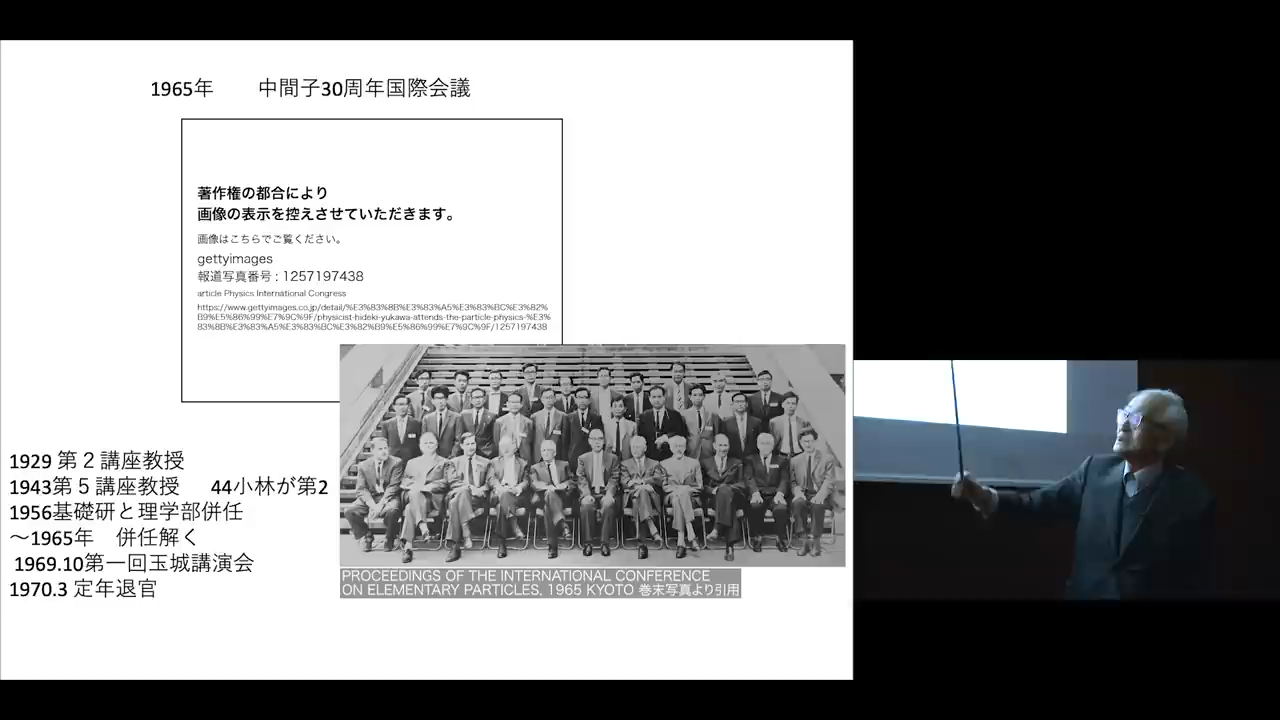 1965年　　中間子30周年国際会議
著作権の都合により
画像の表示を控えさせていただきます。
画像はこちらでご覧ください。
gettyimages
報道写真番号 : 1257197438
article Physics International Congress
https://www.gettyimages.co.jp/detail/%E3%83%8B%E3%83%A5%E3%83%BC%E3%82%
B9%E5%86%99%E7%9C%9F/physicist-hideki-yukawa-attends-the-particle-physics-%E3%
83%8B%E3%83%A5%E3%83%BC%E3%82%B9%E5%86%99%E7%9C%9F/1257197438
1929 第２講座教授
1943第５講座教授　44小林が第2
1956基礎研と理学部併任
～1965年　併任解く
1969.10第一回玉城講演会
1970.3 定年退官
PROCEEDINGS OF THE INTERNATIONAL CONFERENCE
ON ELEMENTARY PARTICLES, 1965 KYOTO 巻末写真より引用